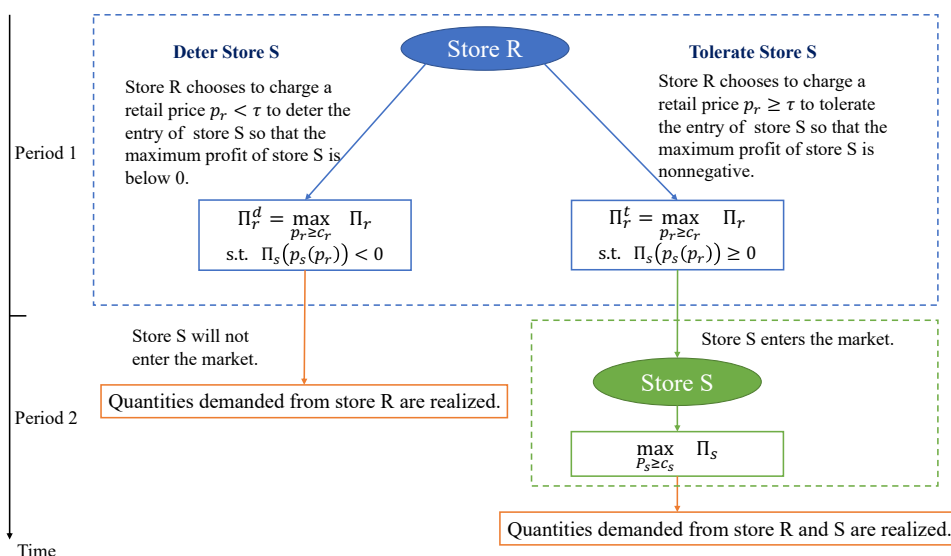 Store R
Deter Store S
Store R chooses to charge a
retail price p_r < τ to deter the
entry of store S so that the
maximum profit of store S is
below 0.
Tolerate Store S
Store R chooses to charge a
retail price p_r ≥ τ to tolerate
the entry of store S so that the
maximum profit of store S is
nonnegative.
Period 1
Π_r^d = max Π_r
p_r≥c_r
s.t. Π_s(p_s(p_r)) < 0
Π_r^t = max Π_r
p_r≥c_r
s.t. Π_s(p_s(p_r)) ≥ 0
Store S will not
enter the market.
Store S enters the market.
Store S
Quantities demanded from store R are realized.
Period 2
max Π_s
P_s≥c_s
Quantities demanded from store R and S are realized.
Time